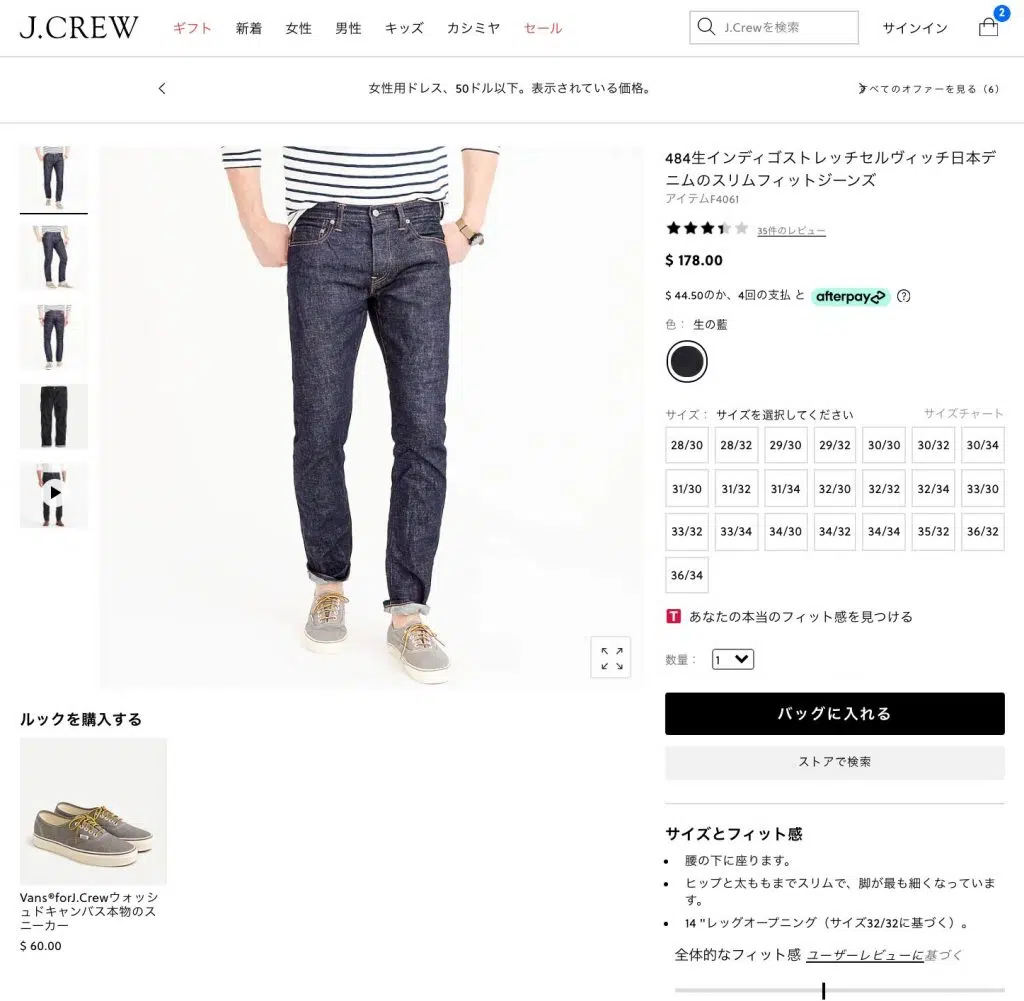 J.CREW
ギフト 新着 女性 男性 キッズ カシミヤ セール
J.Crewを検索
サインイン
2
女性用ドレス、50ドル以下。表示されている価格。
すべてのオファーを見る（6）
484生インディゴストレッチセルヴィッチ日本デ
ニムのスリムフィットジーンズ
アイテムF4061
35件のレビュー
$ 178.00
$ 44.50のか、4回の支払 と afterpay ?
色： 生の藍
サイズ： サイズを選択してください サイズチャート
28/30 28/32 29/30 29/32 30/30 30/32 30/34
31/30 31/32 31/34 32/30 32/32 32/34 33/30
33/32 33/34 34/30 34/32 34/34 35/32 36/32
36/34
T あなたの本当のフィット感を見つける
数量： 1
バッグに入れる
ストアで検索
サイズとフィット感
腰の下に座ります。
ヒップと太ももまでスリムで、脚が最も細くなっていま
す。
14 "レッグオープニング（サイズ32/32に基づく）。
全体的なフィット感 ユーザーレビューに基づく
ルックを購入する
Vans®forJ.Crewウォッシ
ュドキャンバス本物のス
ニーカー
$ 60.00